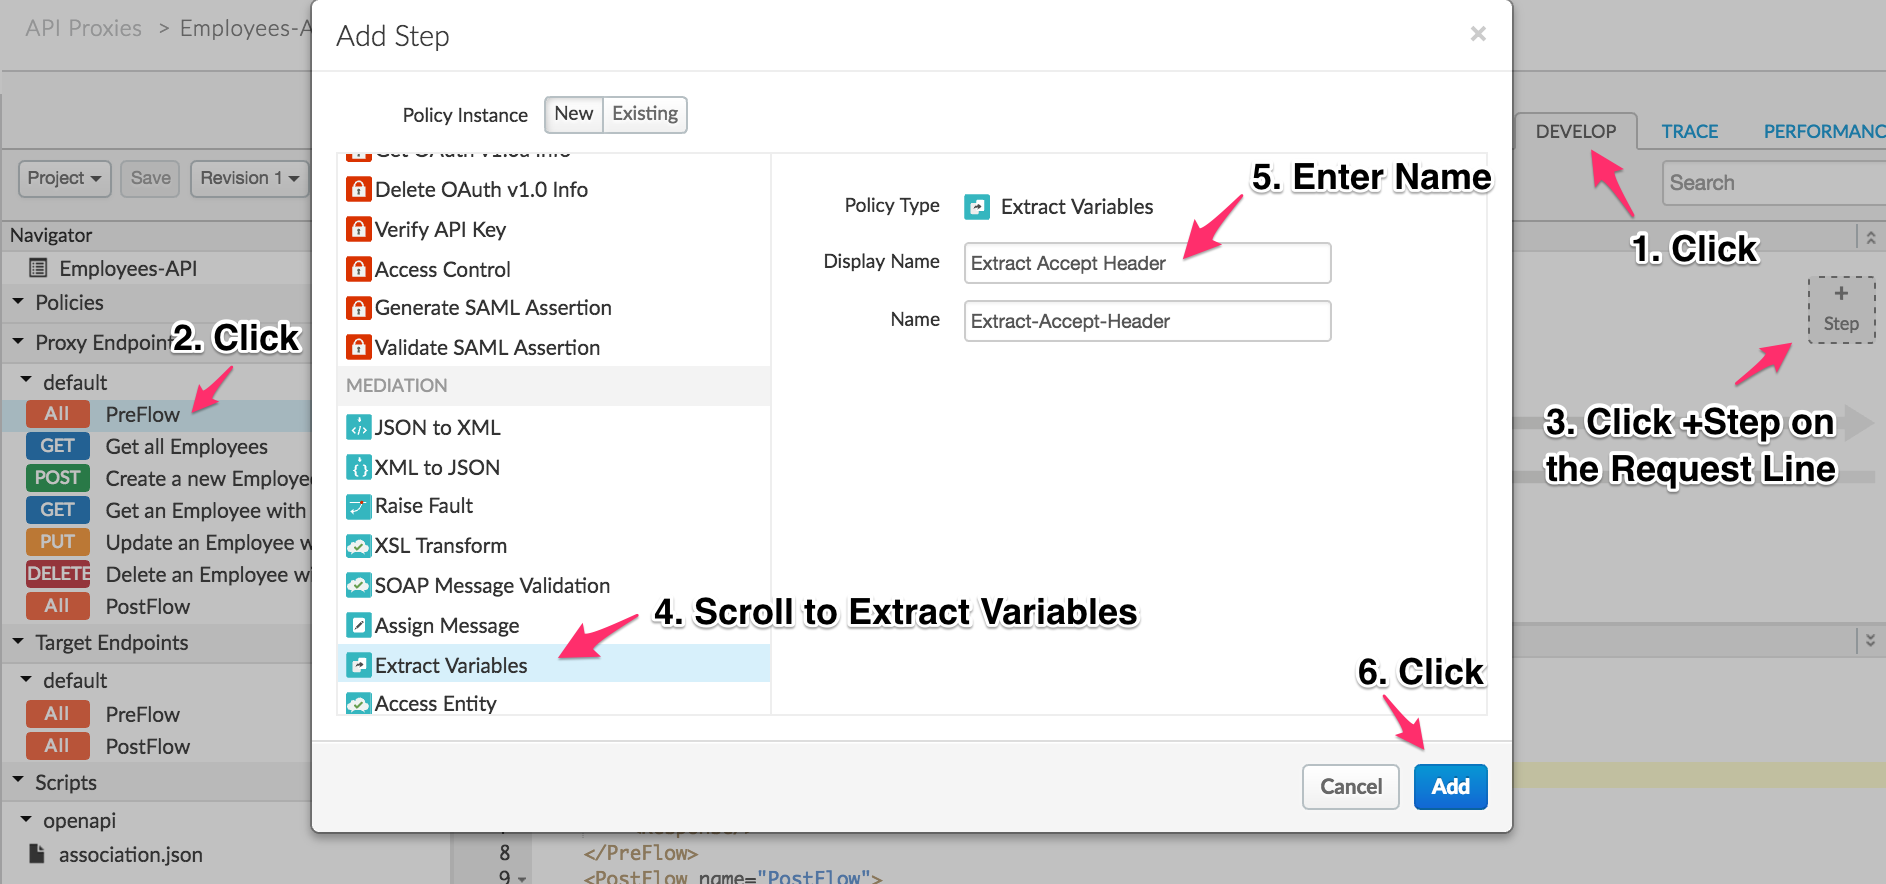 API Proxies > Employees-A
Add Step
×
Policy Instance
New
Existing
DEVELOP
TRACE
PERFORMANC
Project
Save
Revision 1
Search
Navigator
Employees-API
Policies
Proxy Endpoint
default
All PreFlow
GET Get all Employees
POST Create a new Employee
GET Get an Employee with
PUT Update an Employee w
DELETE Delete an Employee wi
All PostFlow
Target Endpoints
default
All PreFlow
All PostFlow
Scripts
openapi
association.json
Get OAuth v1.0a Info
Delete OAuth v1.0 Info
Verify API Key
Access Control
Generate SAML Assertion
Validate SAML Assertion
MEDIATION
JSON to XML
XML to JSON
Raise Fault
XSL Transform
SOAP Message Validation
Assign Message
Extract Variables
Access Entity
Policy Type Extract Variables
Display Name Extract Accept Header
Name Extract-Accept-Header
Cancel
Add
+
Step
1. Click
2. Click
3. Click +Step on
the Request Line
4. Scroll to Extract Variables
5. Enter Name
6. Click
8 </PreFlow>
9 <PostFlow name="PostFlow">